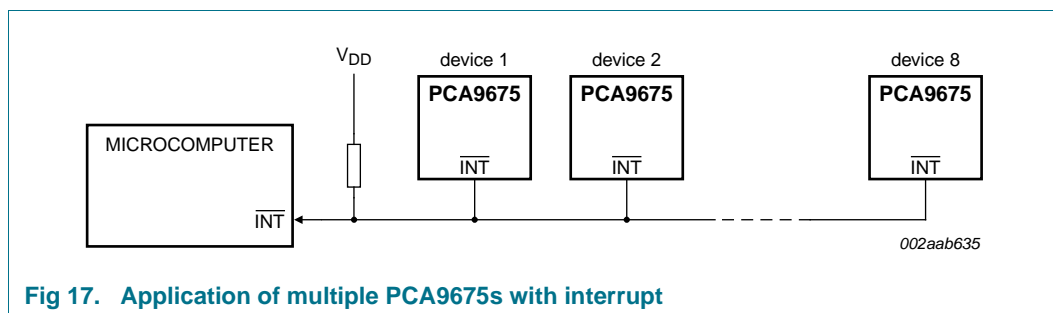 VDD
device 1
device 2
device 8
PCA9675
PCA9675
PCA9675
MICROCOMPUTER
INT
INT
INT
INT
002aab635
Fig 17. Application of multiple PCA9675s with interrupt